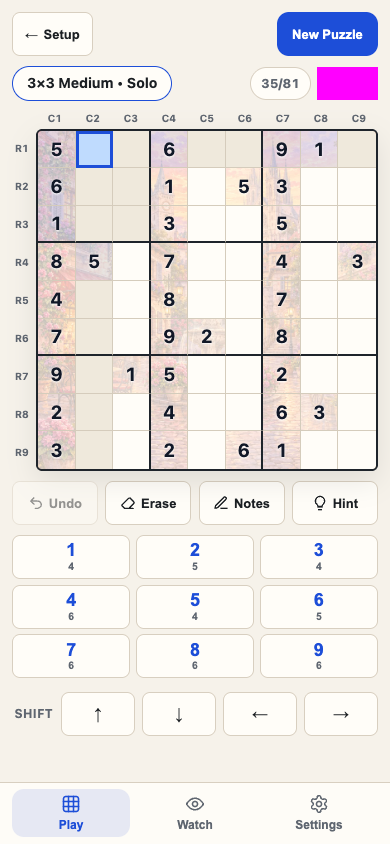 ← Setup
New Puzzle
3×3 Medium • Solo
35/81
C1 C2 C3 C4 C5 C6 C7 C8 C9
R1 5 6 9 1
R2 6 1 5 3
R3 1 3 5
R4 8 5 7 4 3
R5 4 8 7
R6 7 9 2 8
R7 9 1 5 2
R8 2 4 6 3
R9 3 2 6 1
Undo Erase Notes Hint
1 2 3
4 5 4
4 5 6
6 4 5
7 8 9
6 6 6
SHIFT ↑ ↓ ← →
Play Watch Settings